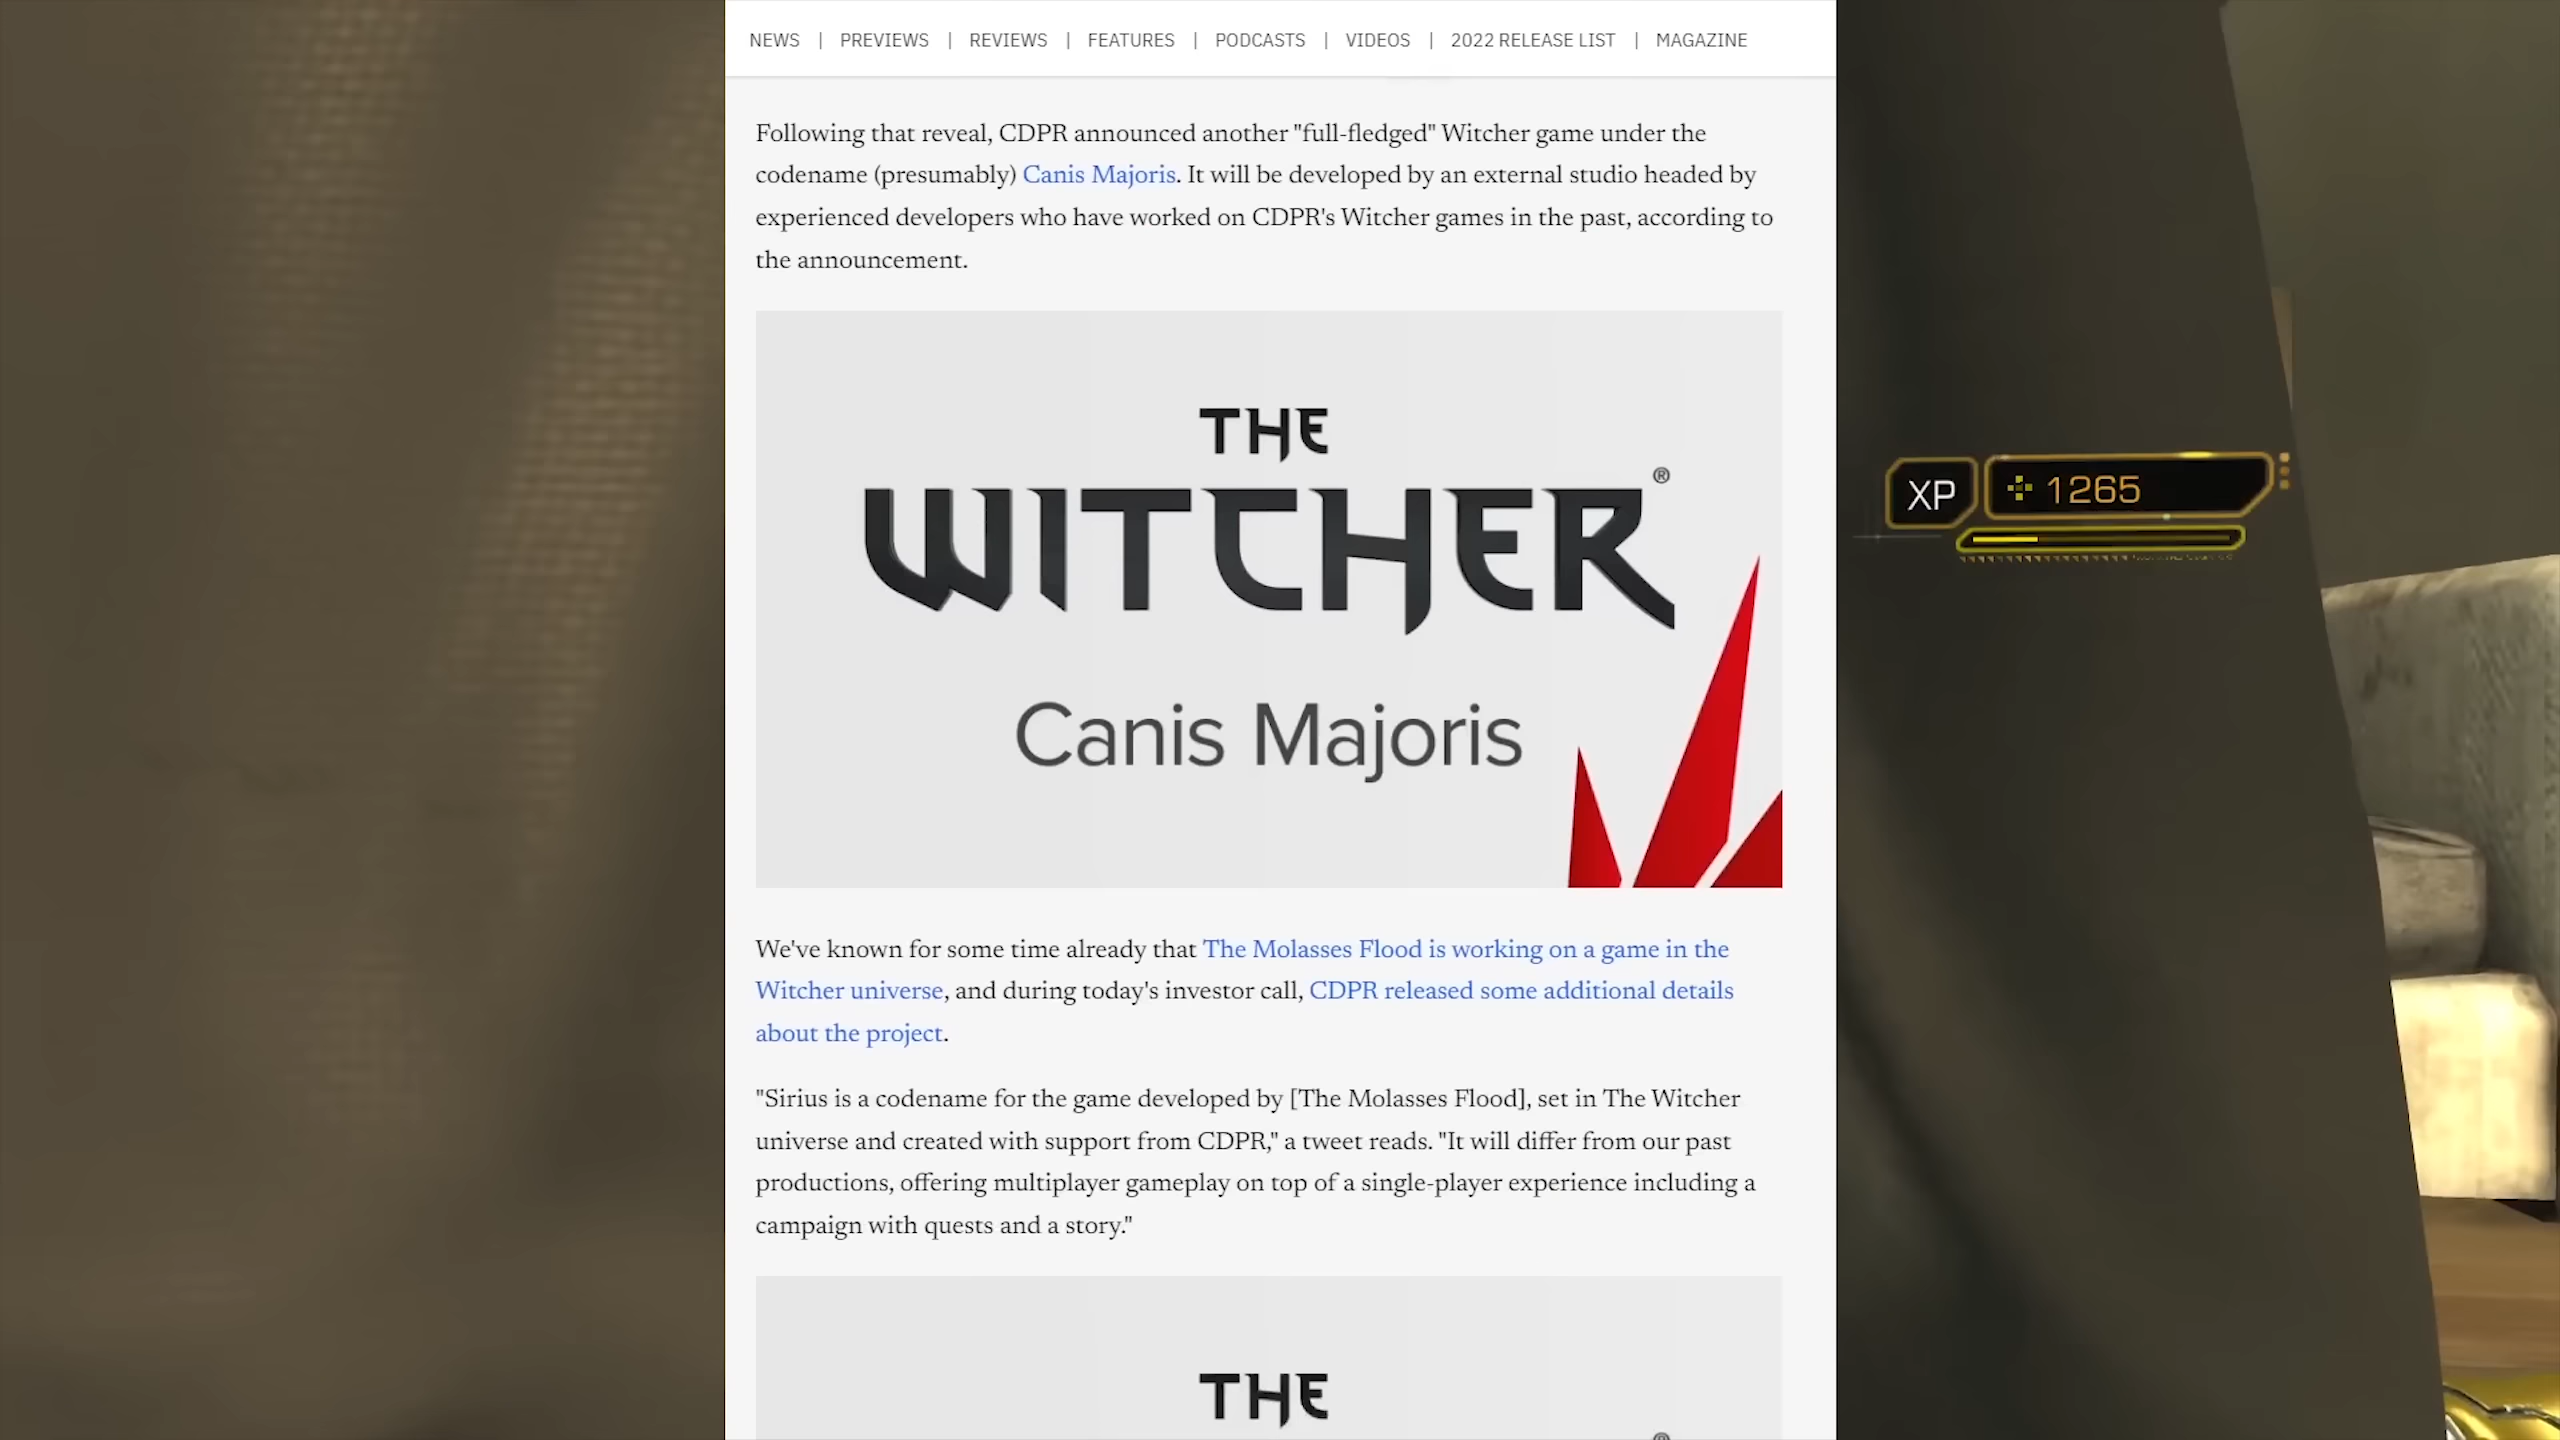 NEWS | PREVIEWS | REVIEWS | FEATURES | PODCASTS | VIDEOS | 2022 RELEASE LIST | MAGAZINE
Following that reveal, CDPR announced another "full-fledged" Witcher game under the
codename (presumably) Canis Majoris. It will be developed by an external studio headed by
experienced developers who have worked on CDPR's Witcher games in the past, according to
the announcement.
THE
WITCHER®
Canis Majoris
XP 1265
We've known for some time already that The Molasses Flood is working on a game in the
Witcher universe, and during today's investor call, CDPR released some additional details
about the project.
"Sirius is a codename for the game developed by [The Molasses Flood], set in The Witcher
universe and created with support from CDPR," a tweet reads. "It will differ from our past
productions, offering multiplayer gameplay on top of a single-player experience including a
campaign with quests and a story."
THE